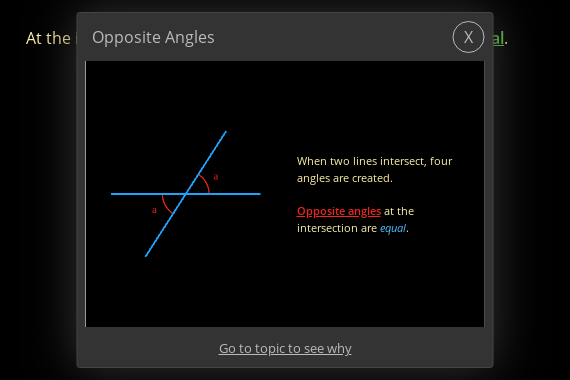 At the
Opposite Angles
X
al.
When two lines intersect, four
angles are created.
a
a
Opposite angles at the
intersection are equal.
Go to topic to see why